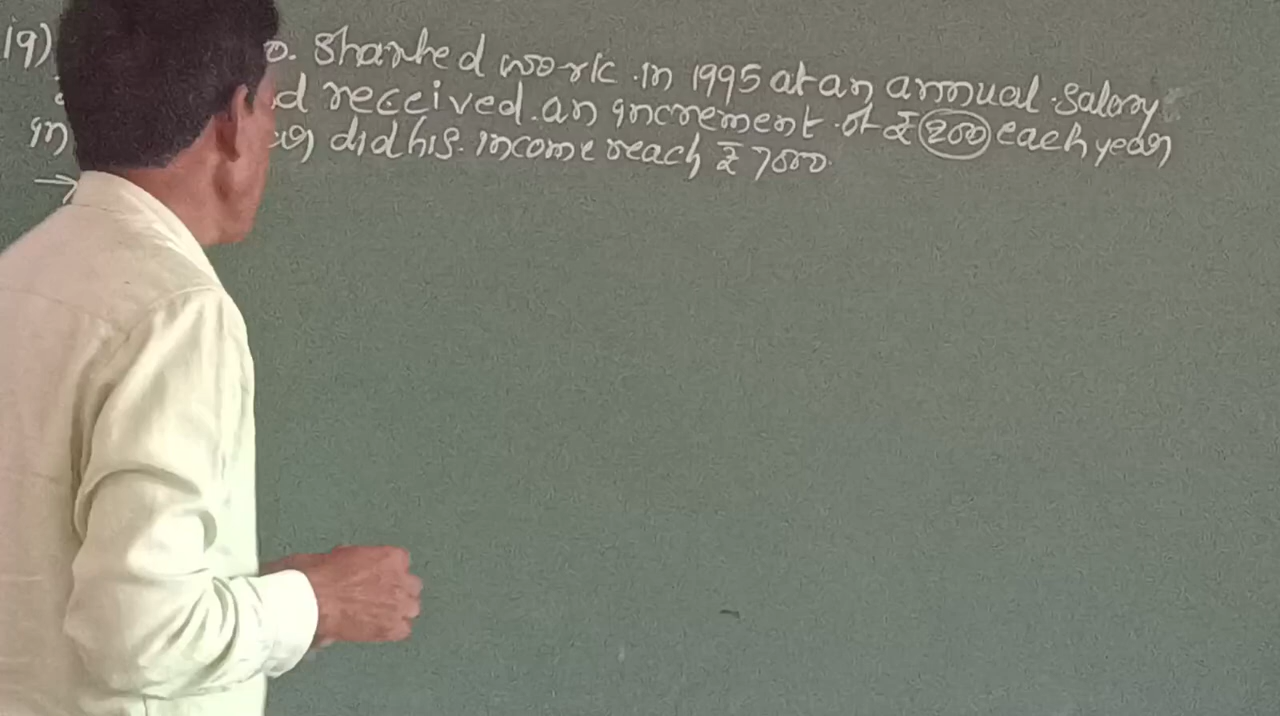 19) o. Started work in 1995 at an annual salary
d received an increment of ₹ 200 each year
in did his income reach ₹ 7000.
→